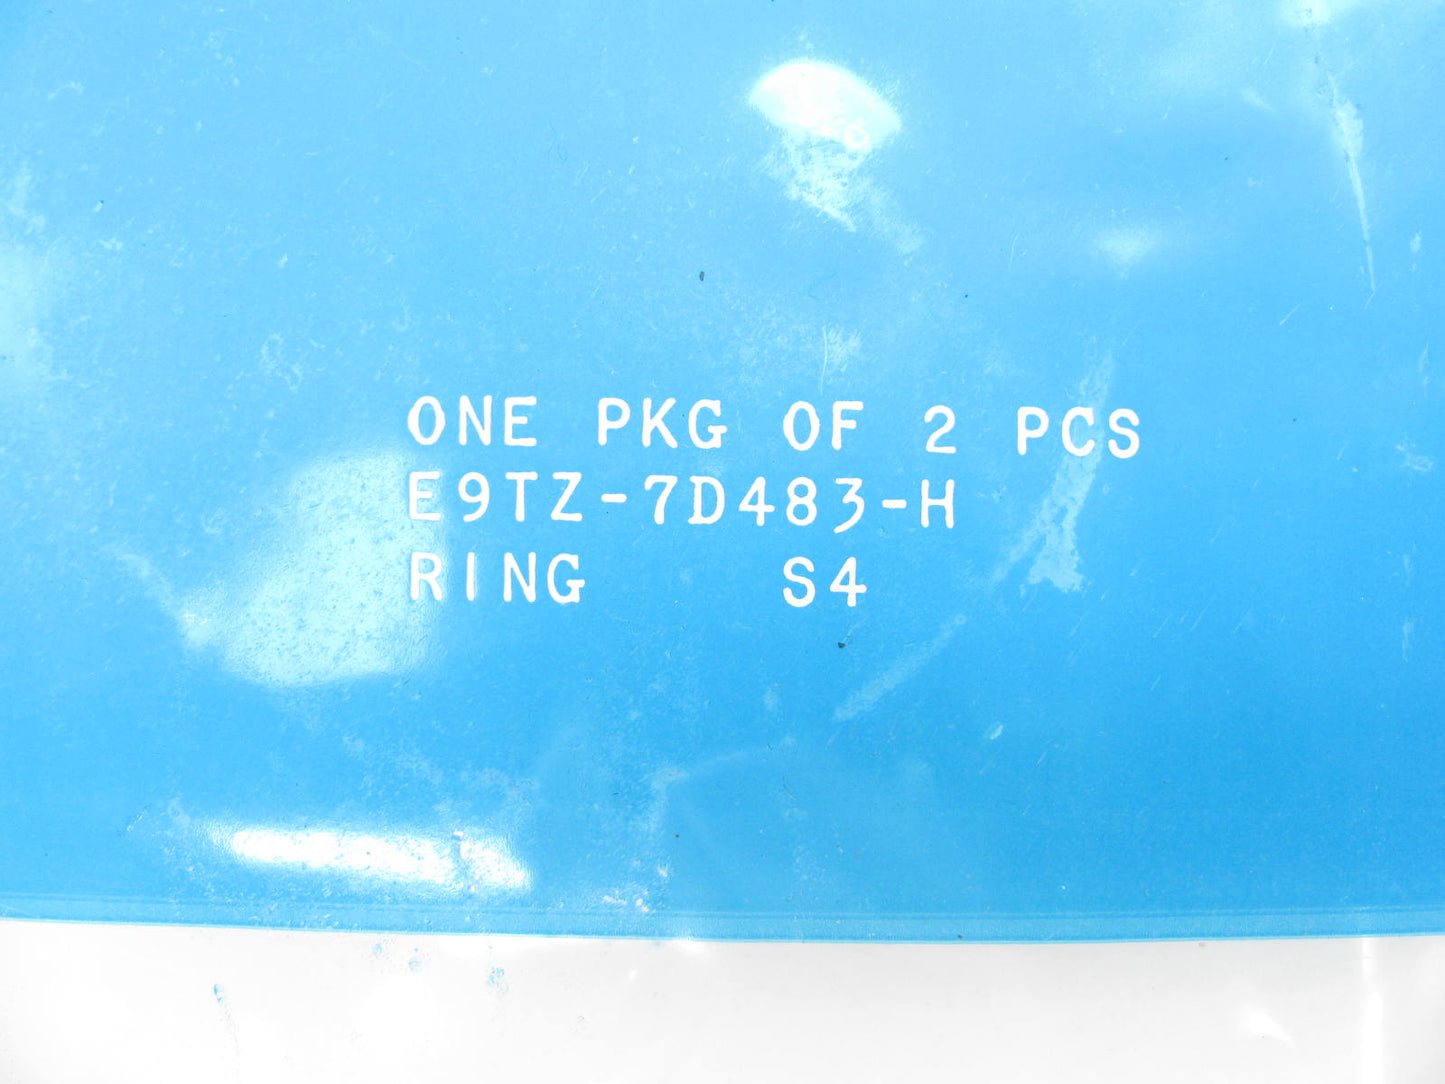 ONE PKG OF 2 PCS
E9TZ-7D483-H
RING S4